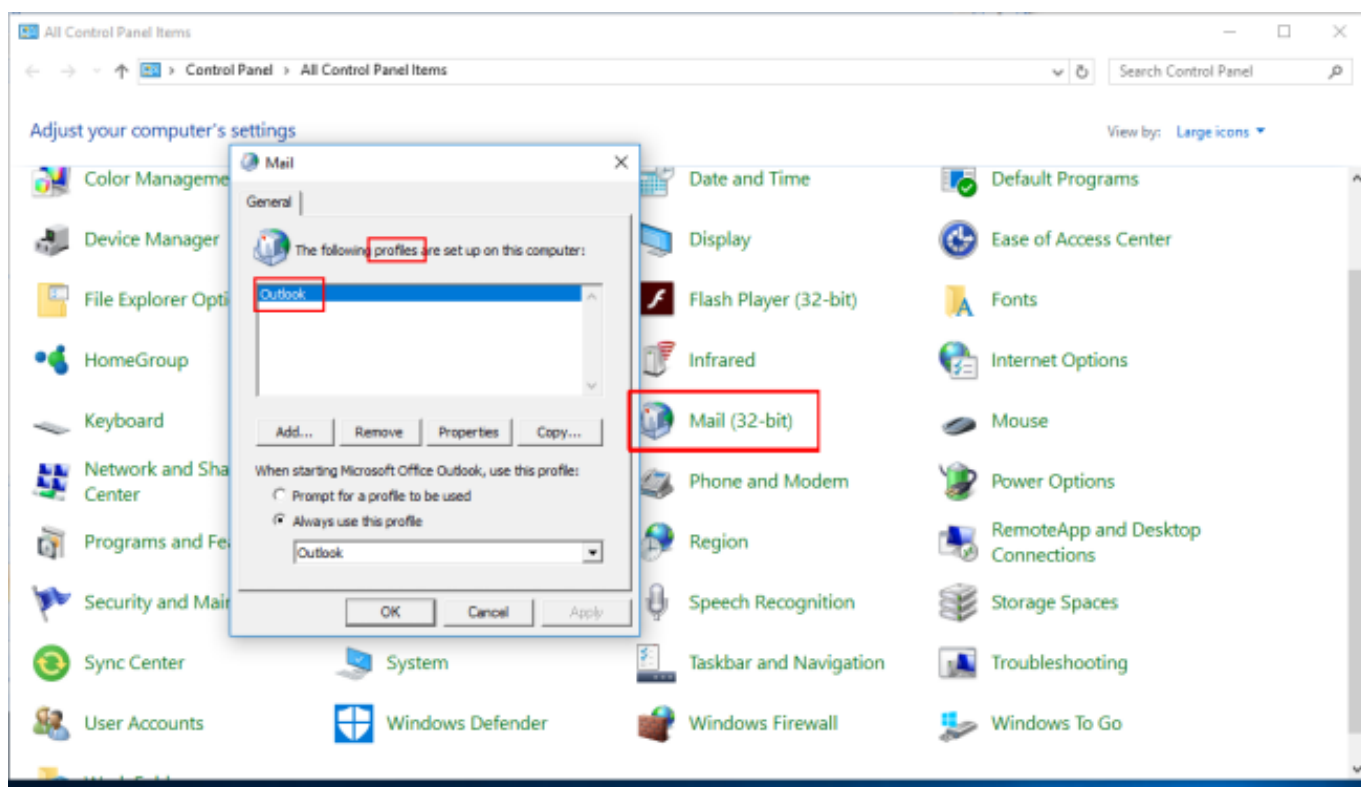 All Control Panel Items
Control Panel > All Control Panel Items
Search Control Panel
Adjust your computer's settings
View by: Large icons
Mail
General
The following profiles are set up on this computer:
Outlook
Add...
Remove
Properties
Copy...
When starting Microsoft Office Outlook, use this profile:
Prompt for a profile to be used
Always use this profile
Outlook
OK
Cancel
Apply
Color Manageme
Date and Time
Default Programs
Device Manager
Display
Ease of Access Center
File Explorer Opti
Flash Player (32-bit)
Fonts
HomeGroup
Infrared
Internet Options
Keyboard
Mail (32-bit)
Mouse
Network and Sha
Center
Phone and Modem
Power Options
Programs and Fe
Region
RemoteApp and Desktop
Connections
Security and Mai
Speech Recognition
Storage Spaces
Sync Center
System
Taskbar and Navigation
Troubleshooting
User Accounts
Windows Defender
Windows Firewall
Windows To Go